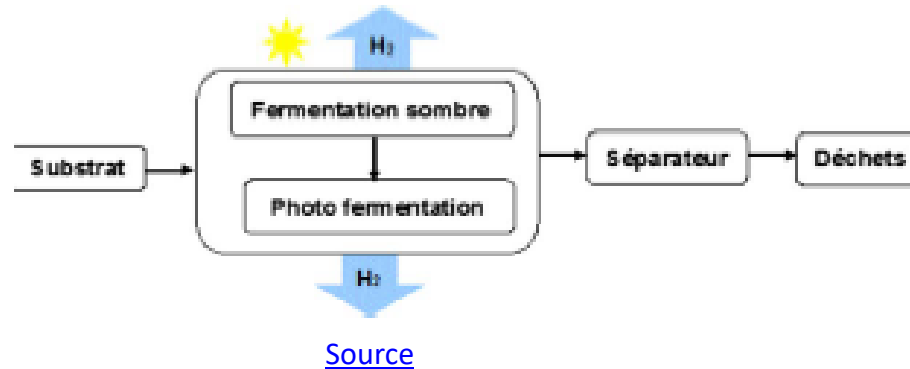 H₂
Fermentation sombre
Substrat
Séparateur
Déchets
Photo fermentation
H₂
Source